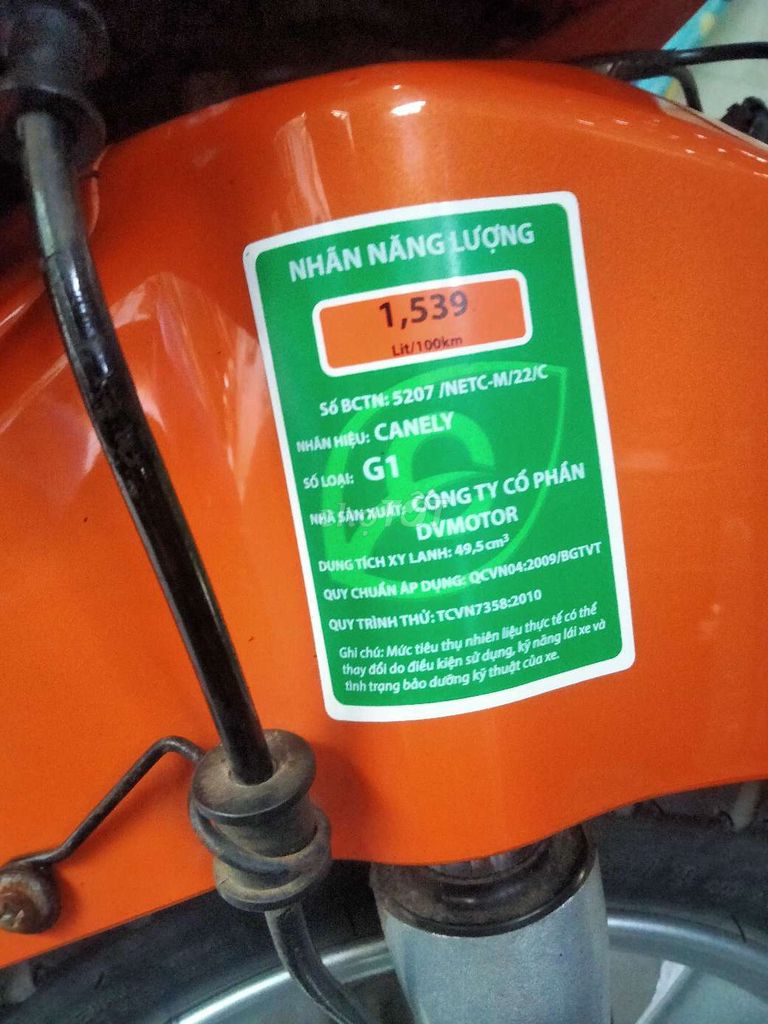 NHÃN NĂNG LƯỢNG
1,539
Lít/100km
Số BCTN: 5207 /NETC-M/22/C
NHÃN HIỆU: CANELY
SỐ LOẠI: G1
NHÀ SẢN XUẤT: CÔNG TY CỔ PHẦN
DVMOTOR
DUNG TÍCH XY LANH: 49,5 cm³
QUY CHUẨN ÁP DỤNG: QCVN04:2009/BGTVT
QUY TRÌNH THỬ: TCVN7358:2010
Ghi chú: Mức tiêu thụ nhiên liệu thực tế có thể
thay đổi do điều kiện sử dụng, kỹ năng lái xe và
tình trạng bảo dưỡng kỹ thuật của xe.